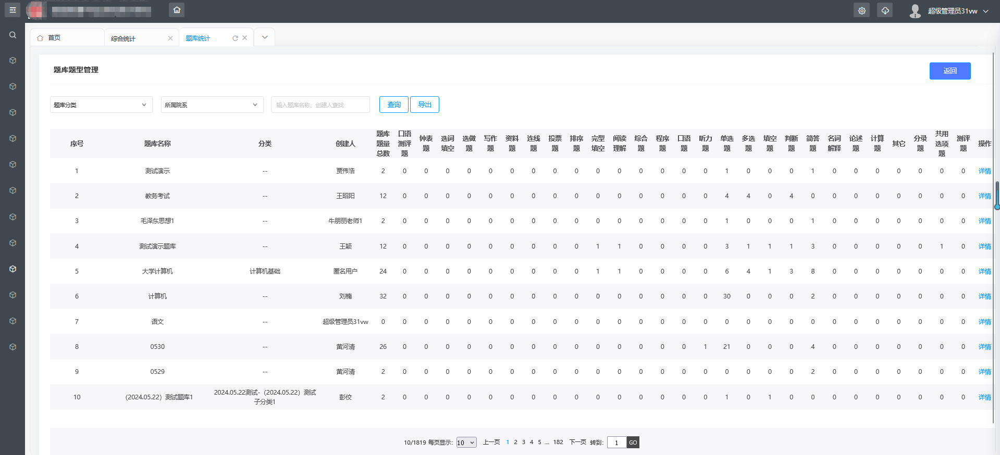 超级管理员31vw
首页
综合统计
题库统计
题库题型管理
返回
题库分类
所属院系
输入题库名称、创建人查找
查询
导出
序号 题库名称 分类 创建人 题库题量总数 口语测评题 钟表题 选词填空 选做题 写作题 资料题 连线题 投票题 排序题 完型填空 阅读理解 综合题 程序题 口语题 听力题 单选题 多选题 填空题 判断题 简答题 名词解释 论述题 计算题 其它 分录题 共用选项题 测评题 操作
1 测试演示 -- 贾伟浩 2 0 0 0 0 0 0 0 0 0 0 0 0 0 0 0 1 0 0 0 1 0 0 0 0 0 0 0 详情
2 教务考试 -- 王昭阳 12 0 0 0 0 0 0 0 0 0 0 0 0 0 0 0 4 4 0 4 0 0 0 0 0 0 0 0 详情
3 毛泽东思想1 -- 牛朋丽老师1 2 0 0 0 0 0 0 0 0 0 0 0 0 0 0 0 1 0 0 0 1 0 0 0 0 0 0 0 详情
4 测试演示题库 -- 王颖 12 0 0 0 0 0 0 0 0 0 1 1 0 0 0 0 3 1 1 1 3 0 0 0 0 0 1 0 详情
5 大学计算机 计算机基础 匿名用户 24 0 0 0 0 0 0 0 0 0 1 1 0 0 0 0 6 4 1 3 8 0 0 0 0 0 0 0 详情
6 计算机 -- 刘楠 32 0 0 0 0 0 0 0 0 0 0 0 0 0 0 0 30 0 0 0 2 0 0 0 0 0 0 0 详情
7 语文 -- 超级管理员31vw 0 0 0 0 0 0 0 0 0 0 0 0 0 0 0 0 0 0 0 0 0 0 0 0 0 0 0 0 详情
8 0530 -- 黄河清 26 0 0 0 0 0 0 0 0 0 0 0 0 0 0 1 21 0 0 0 4 0 0 0 0 0 0 0 详情
9 0529 -- 黄河清 2 0 0 0 0 0 0 0 0 0 0 0 0 0 0 0 0 0 0 0 2 0 0 0 0 0 0 0 详情
10 (2024.05.22）测试题库1 2024.05.22测试-（2024.05.22）测试子分类1 彭佼 2 0 0 0 0 0 0 0 0 0 0 0 0 0 0 0 1 0 1 0 0 0 0 0 0 0 0 0 详情
10/1819 每页显示: 10 上一页 1 2 3 4 5 ... 182 下一页 转到: 1 GO